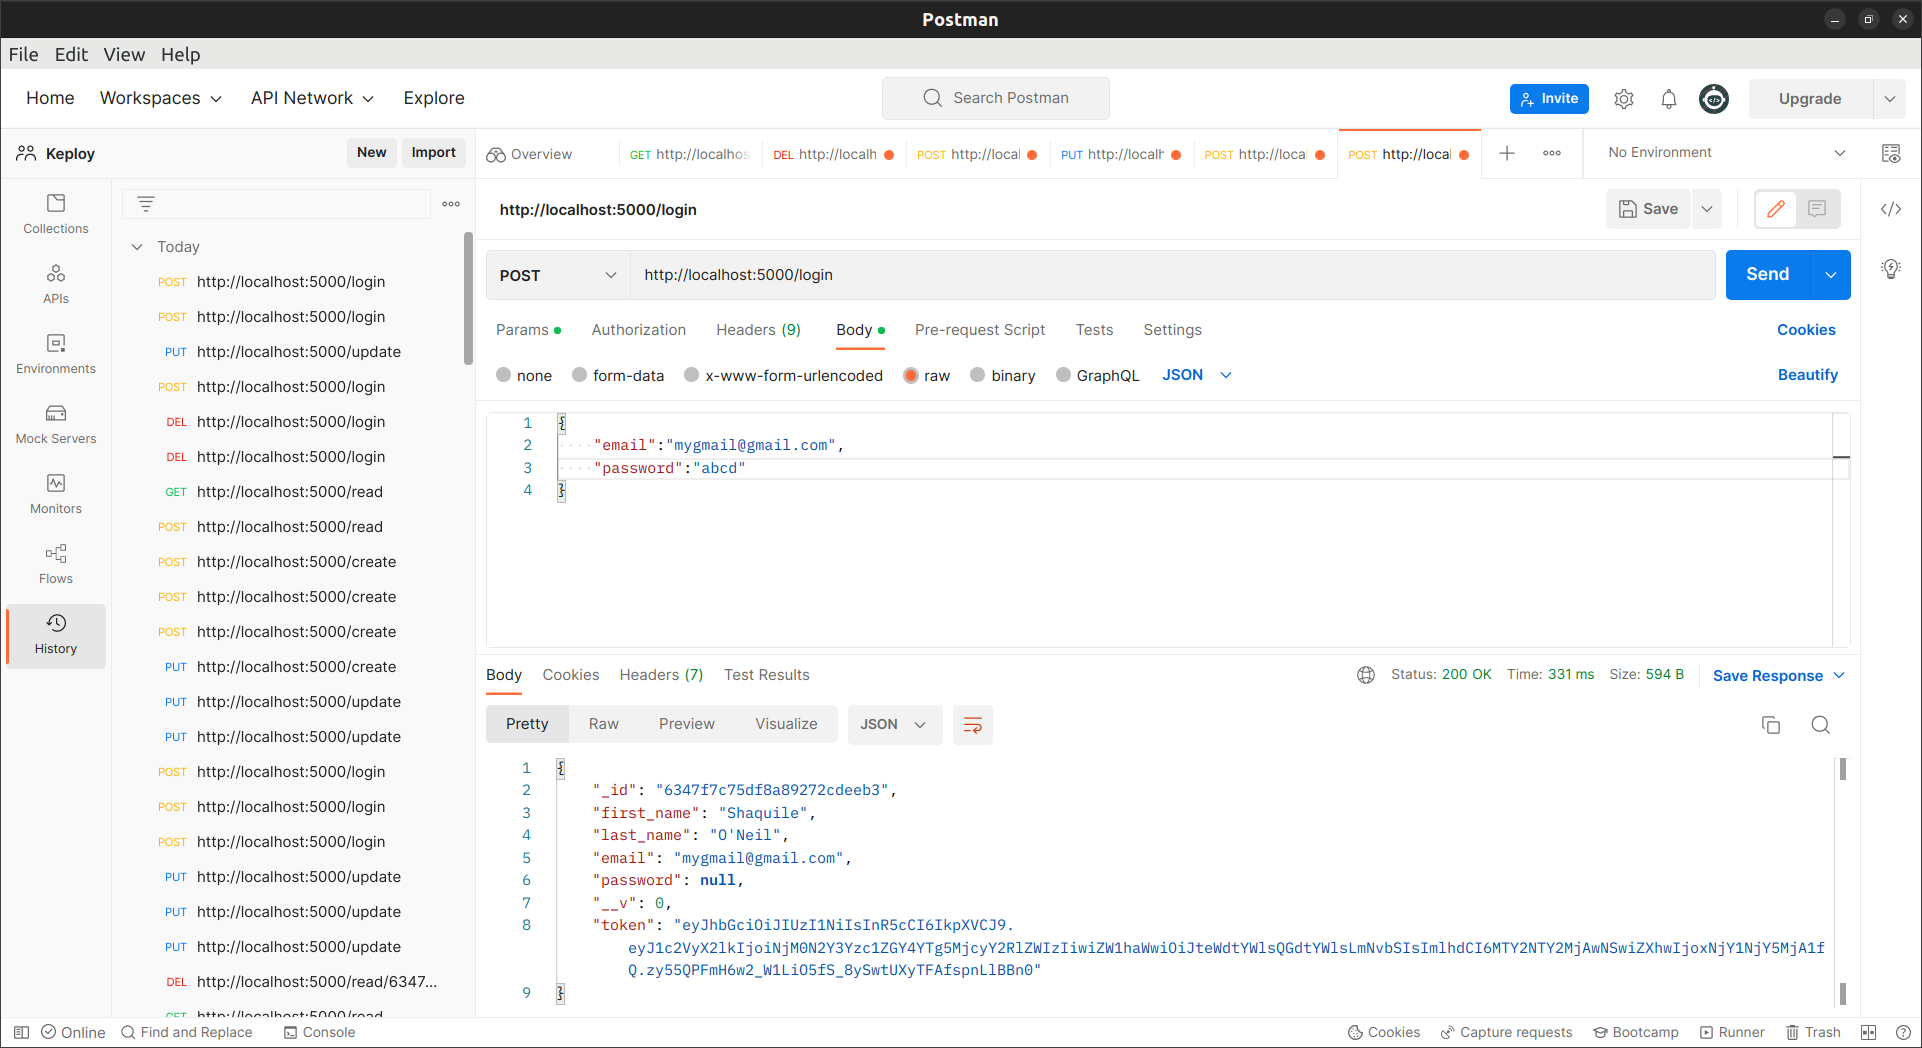 Postman
File Edit View Help
Home Workspaces API Network Explore
Search Postman
Invite
Upgrade
Keploy
New Import
Overview
GET http://localhos
DEL http://localh
POST http://local
PUT http://localh
POST http://loca
POST http://local
No Environment
Collections
APIs
Environments
Mock Servers
Monitors
Flows
History
Today
POST http://localhost:5000/login
POST http://localhost:5000/login
PUT http://localhost:5000/update
POST http://localhost:5000/login
DEL http://localhost:5000/login
DEL http://localhost:5000/login
GET http://localhost:5000/read
POST http://localhost:5000/read
POST http://localhost:5000/create
POST http://localhost:5000/create
POST http://localhost:5000/create
PUT http://localhost:5000/create
PUT http://localhost:5000/update
PUT http://localhost:5000/update
POST http://localhost:5000/login
POST http://localhost:5000/login
POST http://localhost:5000/login
PUT http://localhost:5000/update
PUT http://localhost:5000/update
PUT http://localhost:5000/update
DEL http://localhost:5000/read/6347...
GET http://localhost:5000/read
http://localhost:5000/login
Save
POST http://localhost:5000/login
Send
Params Authorization Headers (9) Body Pre-request Script Tests Settings
Cookies
none form-data x-www-form-urlencoded raw binary GraphQL JSON
Beautify
1 {
2 "email":"mygmail@gmail.com",
3 "password":"abcd"
4 }
Body Cookies Headers (7) Test Results
Status: 200 OK Time: 331 ms Size: 594 B
Save Response
Pretty Raw Preview Visualize JSON
1 {
2 "_id": "6347f7c75df8a89272cdeeb3",
3 "first_name": "Shaquile",
4 "last_name": "O'Neil",
5 "email": "mygmail@gmail.com",
6 "password": null,
7 "__v": 0,
8 "token": "eyJhbGciOiJIUzI1NiIsInR5cCI6IkpXVCJ9.
eyJ1c2VyX2lkIjoiNjM0N2Y3Yzc1ZGY4YTg5MjcyY2RlZWIzIiwiZW1haWwiOiJteWdtYWlsQGdtYWlsLmNvbSIsImlhdCI6MTY2NTY2MjAwNSwiZXhwIjoxNjY1NjY5MjA1f
Q.zy55QPFmH6w2_W1LiO5fS_8ySwtUXyTFAfspnLlBBn0"
9 }
Online Find and Replace Console
Cookies Capture requests Bootcamp Runner Trash